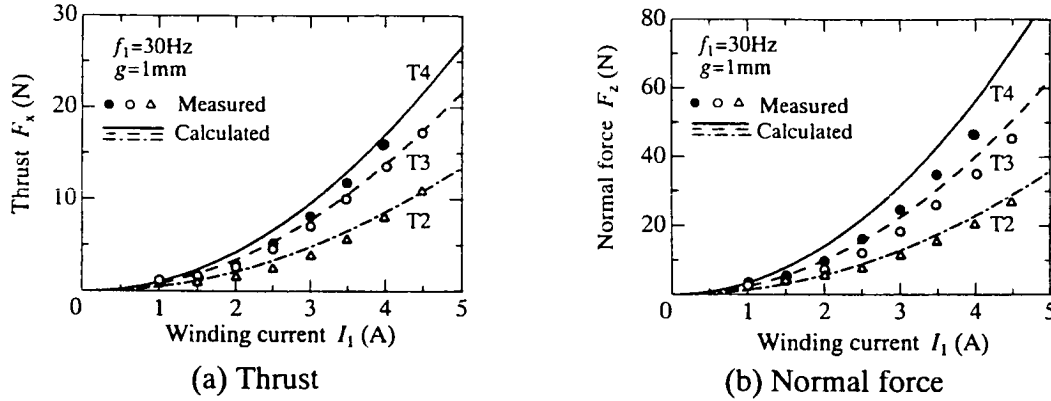 30
20
10
0
Thrust Fₓ (N)
f₁=30Hz
g=1mm
● ○ △ Measured
Calculated
T4
T3
T2
1 2 3 4 5
Winding current I₁ (A)
(a) Thrust
80
60
40
20
0
Normal force F_z (N)
f₁=30Hz
g=1mm
● ○ △ Measured
Calculated
T4
T3
T2
1 2 3 4 5
Winding current I₁ (A)
(b) Normal force